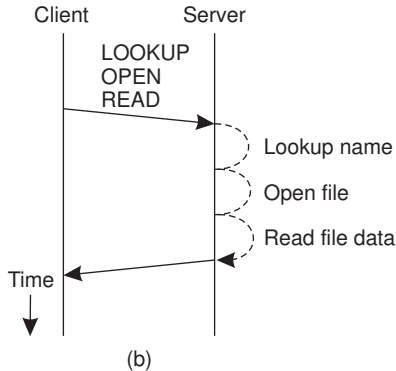 Client
Server
LOOKUP
OPEN
READ
Lookup name
Open file
Read file data
Time
(b)